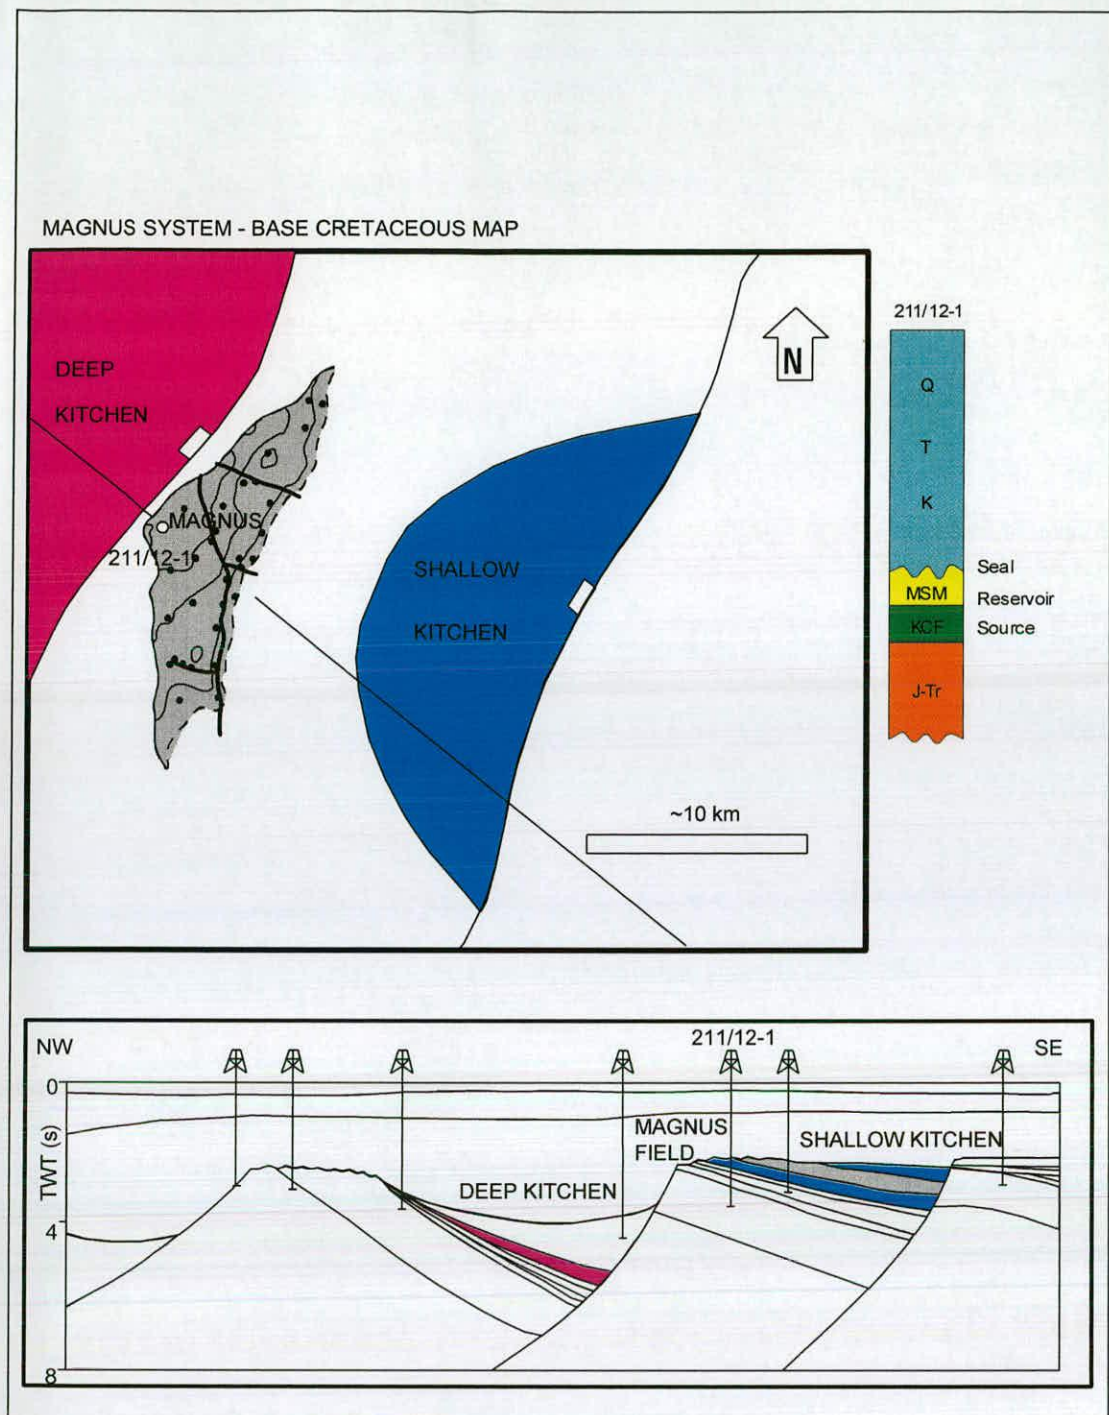 MAGNUS SYSTEM - BASE CRETACEOUS MAP
DEEP
KITCHEN
MAGNUS
211/12-1
SHALLOW
KITCHEN
N
~10 km
211/12-1
Q
T
K
MSM
KCF
J-Tr
Seal
Reservoir
Source
NW
211/12-1
SE
0
TWT (s)
4
8
MAGNUS
FIELD
SHALLOW KITCHEN
DEEP KITCHEN